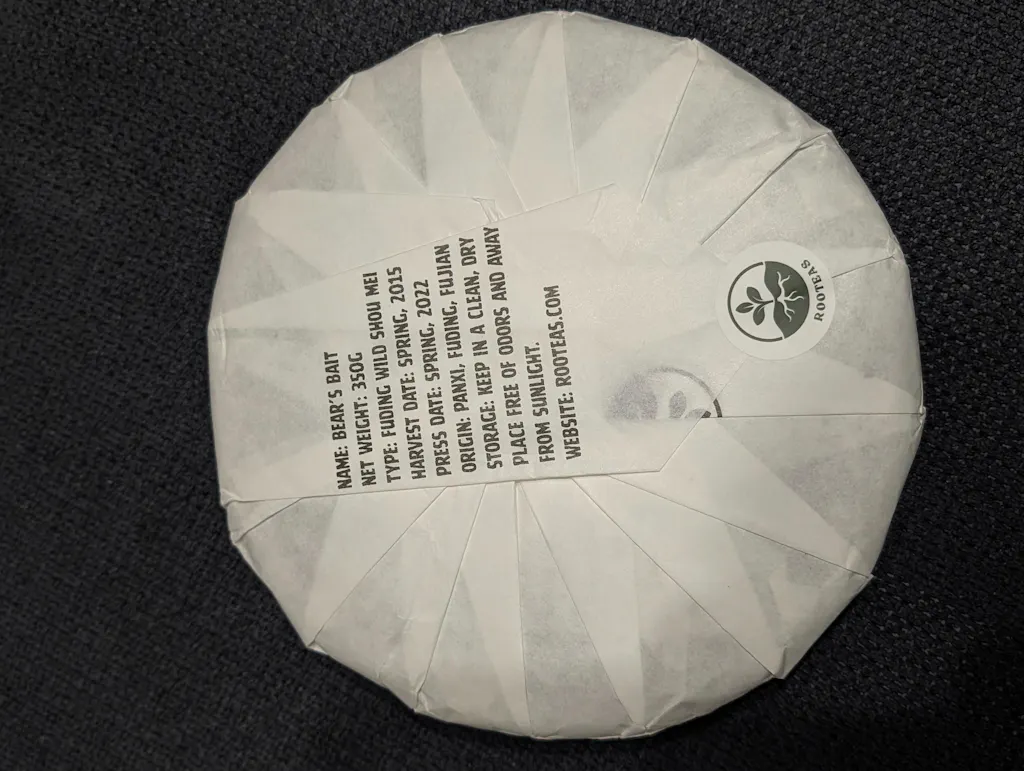 NAME: BEAR'S BAIT
NET WEIGHT: 350G
TYPE: FUDING WILD SHOU MEI
HARVEST DATE: SPRING, 2015
PRESS DATE: SPRING, 2022
ORIGIN: PANXI, FUDING, FUJIAN
STORAGE: KEEP IN A CLEAN, DRY
PLACE FREE OF ODORS AND AWAY
FROM SUNLIGHT.
WEBSITE: ROOTEAS.COM
ROOTEAS